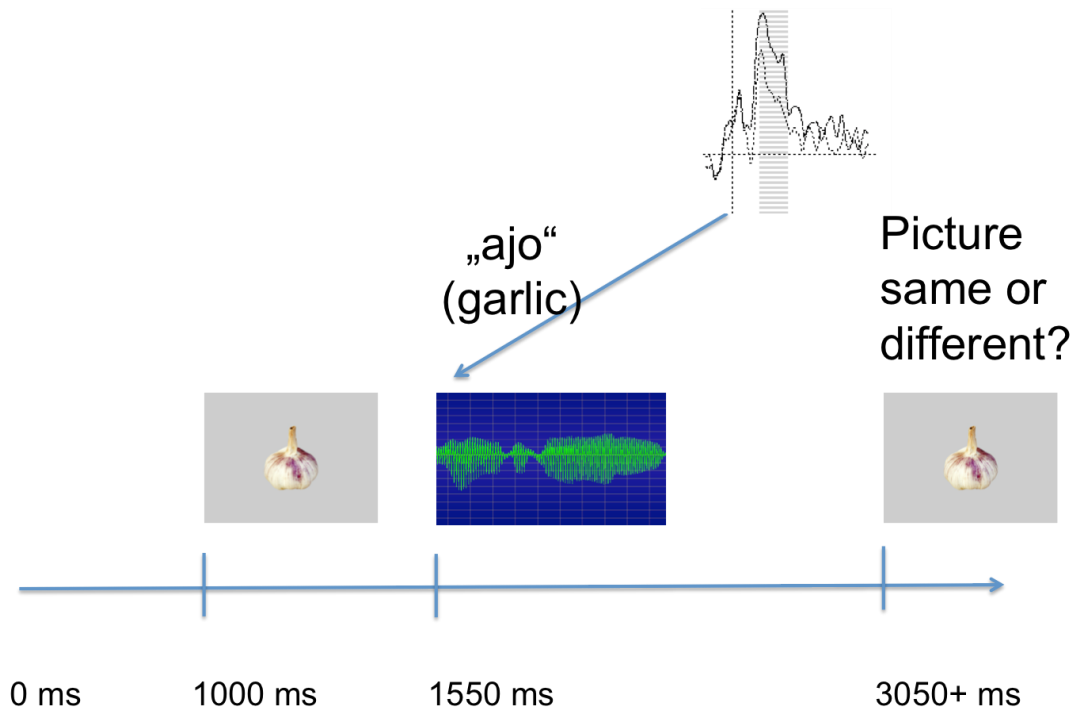 „ajo“
(garlic)
Picture
same or
different?
0 ms
1000 ms
1550 ms
3050+ ms